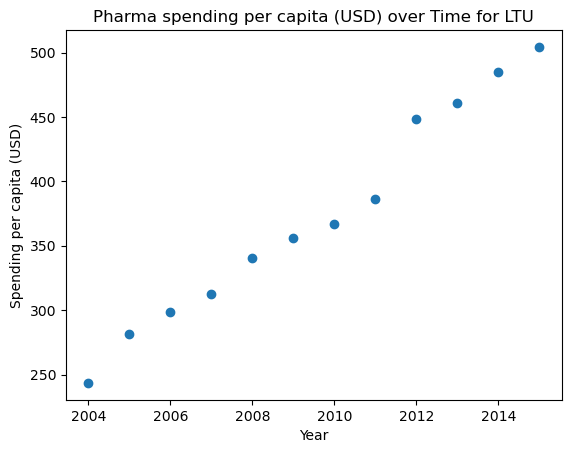 Pharma spending per capita (USD) over Time for LTU
Spending per capita (USD)
500
450
400
350
300
250
2004 2006 2008 2010 2012 2014
Year